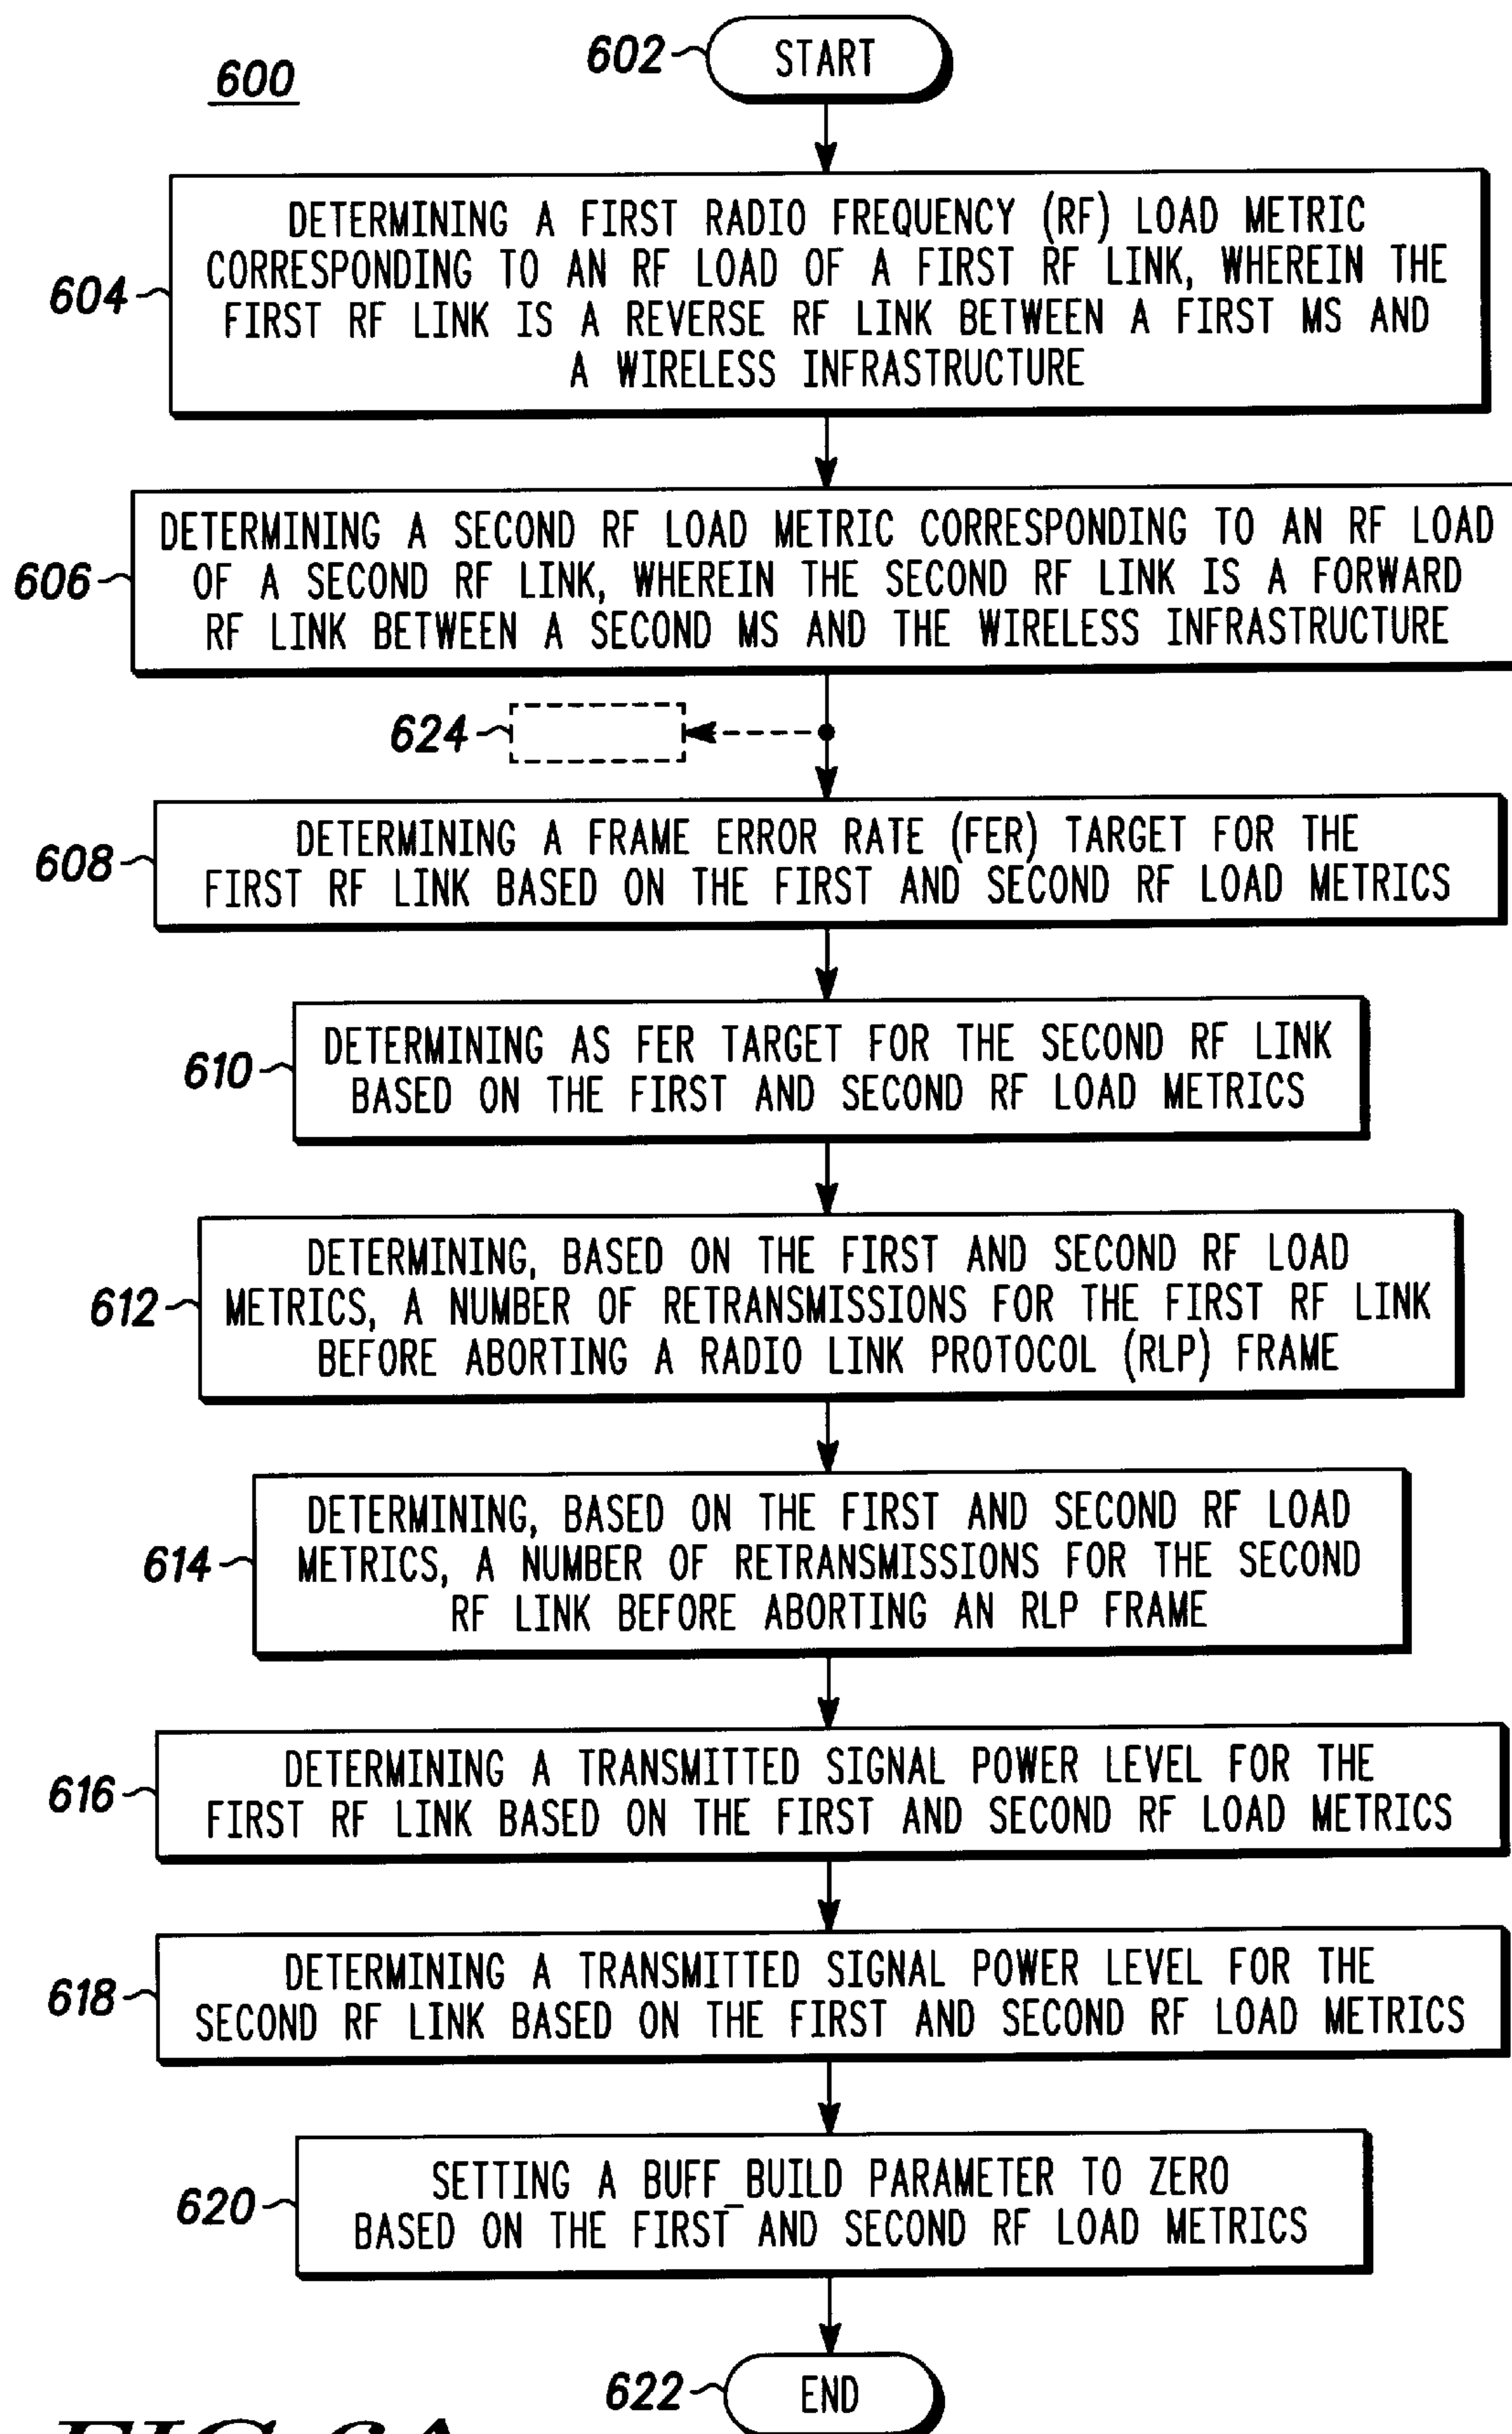 600
602
START
604
DETERMINING A FIRST RADIO FREQUENCY (RF) LOAD METRIC
CORRESPONDING TO AN RF LOAD OF A FIRST RF LINK, WHEREIN THE
FIRST RF LINK IS A REVERSE RF LINK BETWEEN A FIRST MS AND
A WIRELESS INFRASTRUCTURE
606
DETERMINING A SECOND RF LOAD METRIC CORRESPONDING TO AN RF LOAD
OF A SECOND RF LINK, WHEREIN THE SECOND RF LINK IS A FORWARD
RF LINK BETWEEN A SECOND MS AND THE WIRELESS INFRASTRUCTURE
624
608
DETERMINING A FRAME ERROR RATE (FER) TARGET FOR THE
FIRST RF LINK BASED ON THE FIRST AND SECOND RF LOAD METRICS
610
DETERMINING AS FER TARGET FOR THE SECOND RF LINK
BASED ON THE FIRST AND SECOND RF LOAD METRICS
612
DETERMINING, BASED ON THE FIRST AND SECOND RF LOAD
METRICS, A NUMBER OF RETRANSMISSIONS FOR THE FIRST RF LINK
BEFORE ABORTING A RADIO LINK PROTOCOL (RLP) FRAME
614
DETERMINING, BASED ON THE FIRST AND SECOND RF LOAD
METRICS, A NUMBER OF RETRANSMISSIONS FOR THE SECOND
RF LINK BEFORE ABORTING AN RLP FRAME
616
DETERMINING A TRANSMITTED SIGNAL POWER LEVEL FOR THE
FIRST RF LINK BASED ON THE FIRST AND SECOND RF LOAD METRICS
618
DETERMINING A TRANSMITTED SIGNAL POWER LEVEL FOR THE
SECOND RF LINK BASED ON THE FIRST AND SECOND RF LOAD METRICS
620
SETTING A BUFF_BUILD PARAMETER TO ZERO
BASED ON THE FIRST AND SECOND RF LOAD METRICS
622
END
FIG. 6A